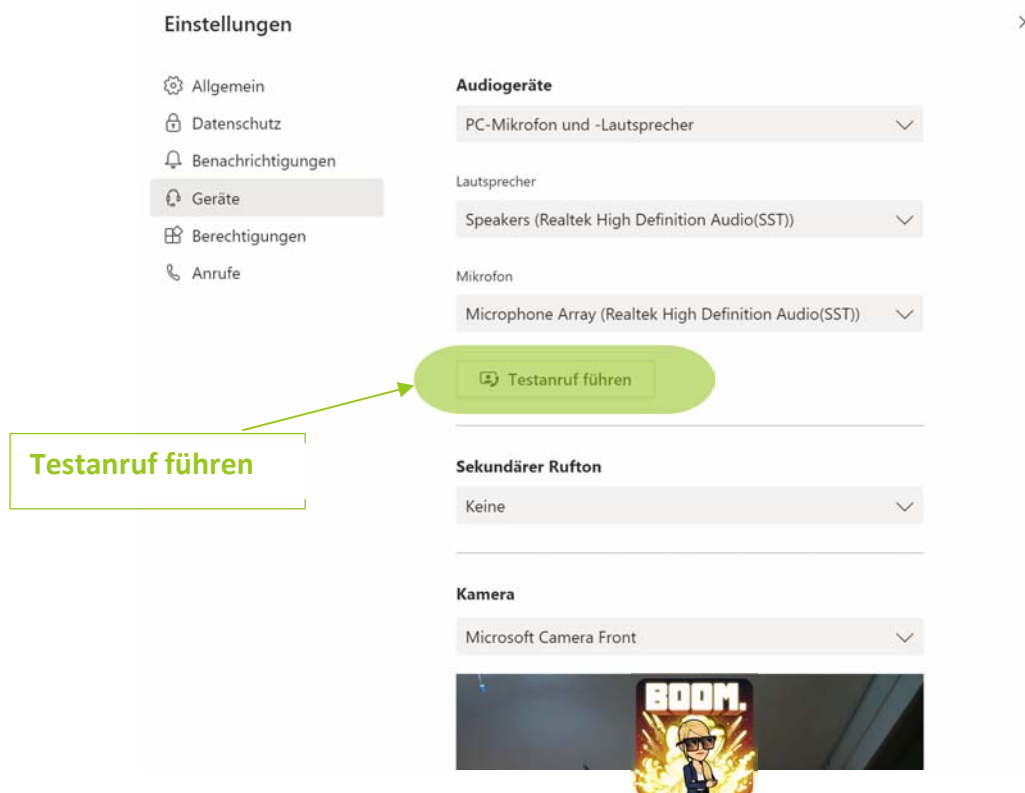 Einstellungen
Allgemein
Datenschutz
Benachrichtigungen
Geräte
Berechtigungen
Anrufe
Audiogeräte
PC-Mikrofon und -Lautsprecher
Lautsprecher
Speakers (Realtek High Definition Audio(SST))
Mikrofon
Microphone Array (Realtek High Definition Audio(SST))
Testanruf führen
Testanruf führen
Sekundärer Rufton
Keine
Kamera
Microsoft Camera Front
BOOM.